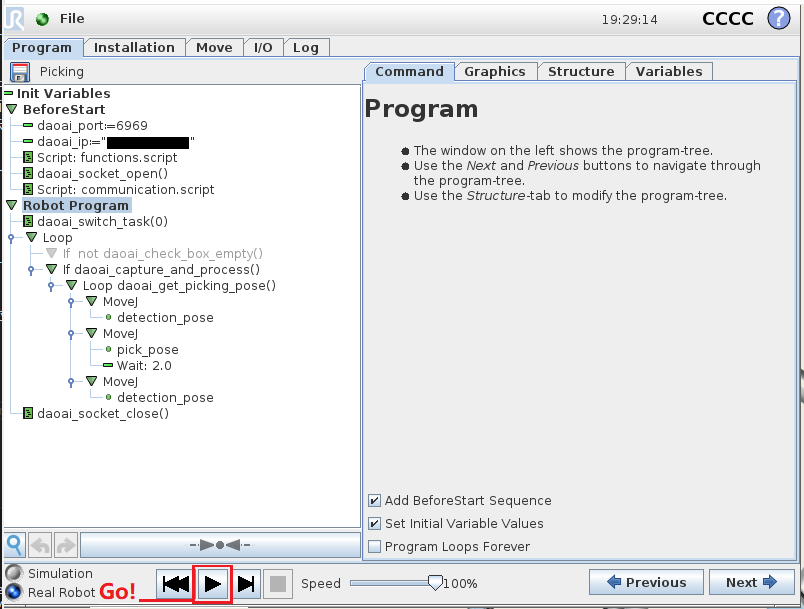 File 19:29:14 CCCC ?
Program Installation Move I/O Log
Picking
Command Graphics Structure Variables
Init Variables
BeforeStart
daoai_port:=6969
daoai_ip:=" "
Script: functions.script
daoai_socket_open()
Script: communication.script
Robot Program
daoai_switch_task(0)
Loop
If not daoai_check_box_empty()
If daoai_capture_and_process()
Loop daoai_get_picking_pose()
MoveJ
detection_pose
MoveJ
pick_pose
Wait: 2.0
MoveJ
detection_pose
daoai_socket_close()
Program
The window on the left shows the program-tree.
Use the Next and Previous buttons to navigate through
the program-tree.
Use the Structure-tab to modify the program-tree.
Add BeforeStart Sequence
Set Initial Variable Values
Program Loops Forever
Simulation
Real Robot
Go!
Speed 100%
Previous Next